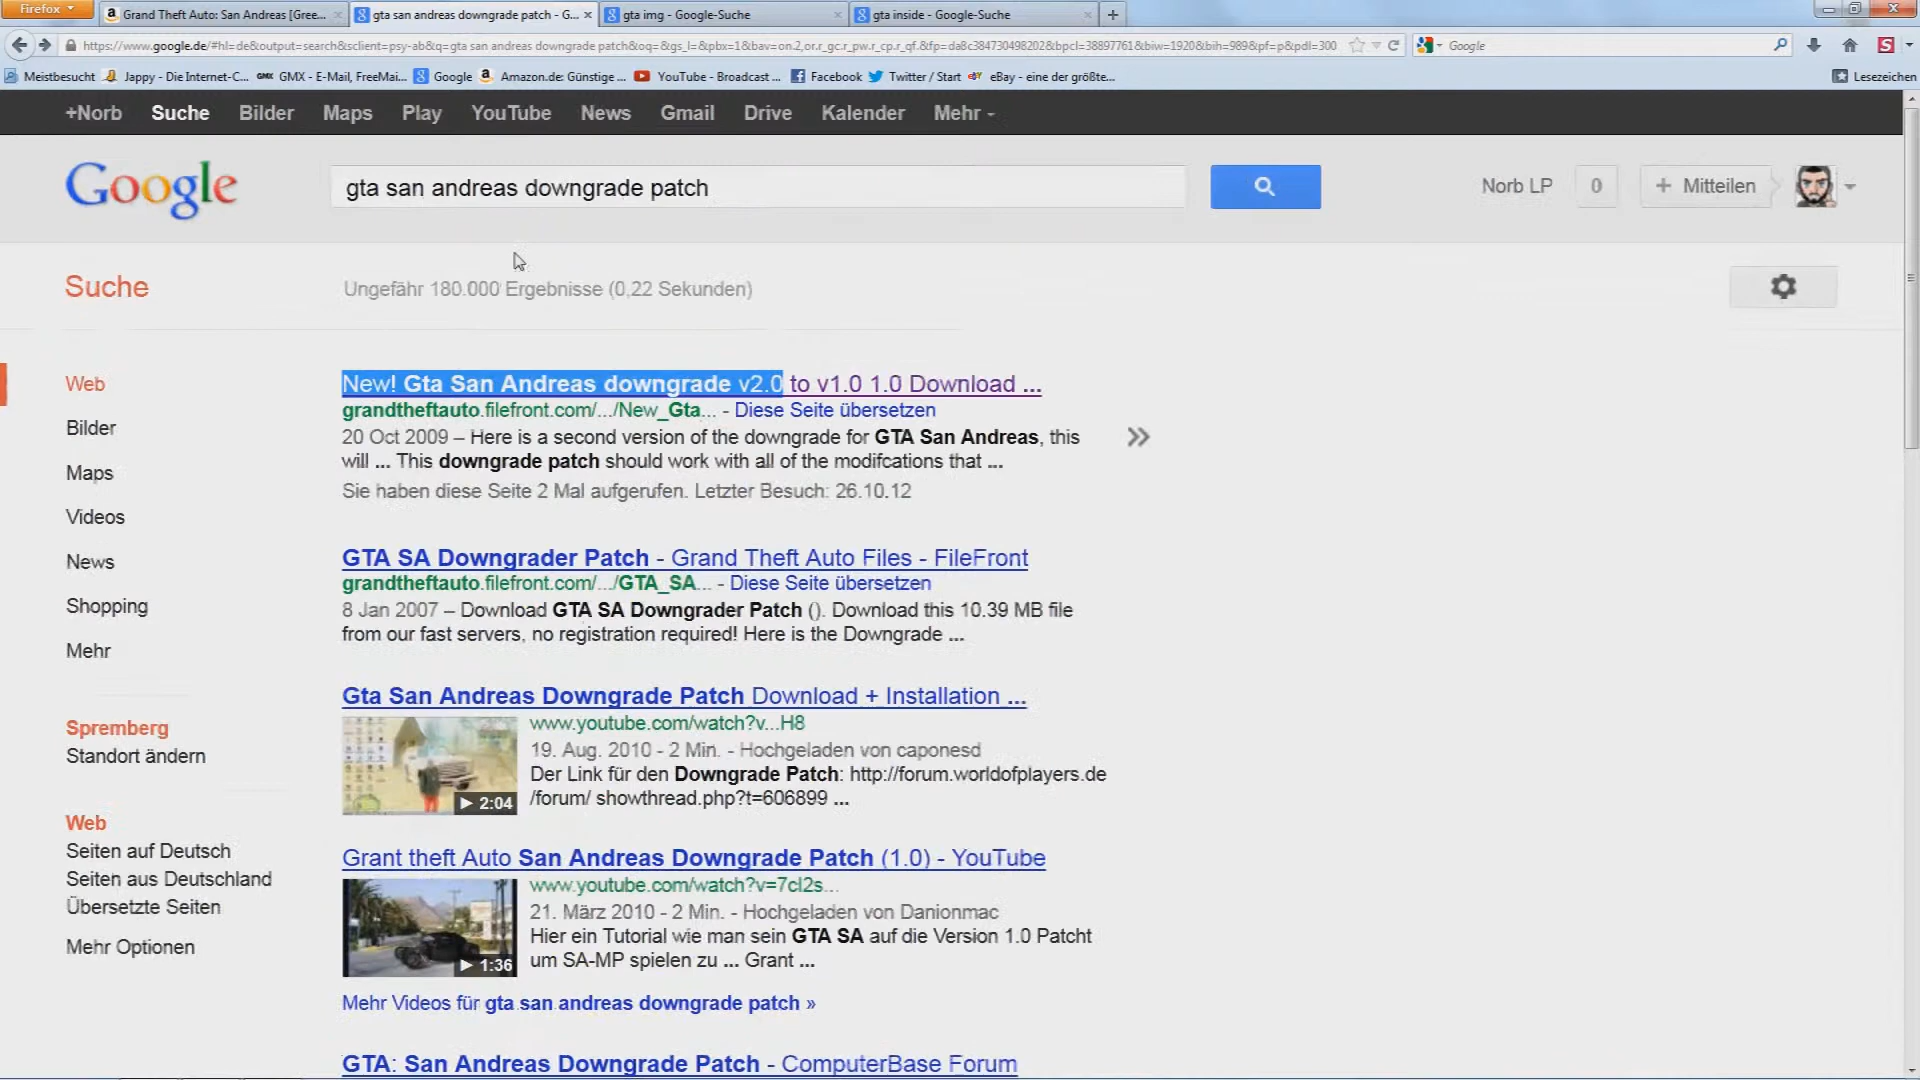 Firefox
Grand Theft Auto: San Andreas [Gree...
gta san andreas downgrade patch - G...
gta img - Google-Suche
gta inside - Google-Suche
https://www.google.de/#hl=de&output=search&sclient=psy-ab&q=gta san andreas downgrade patch&oq=&gs_l=&pbx=1&bav=on.2,or.r_gc.r_pw.r_cp.r_qf.&fp=da8c384730498202&bpcl=38897761&biw=1920&bih=989&pf=p&pdl=300
Google
Meistbesucht
Jappy - Die Internet-C...
GMX GMX - E-Mail, FreeMai...
Google
Amazon.de: Günstige ...
YouTube - Broadcast ...
Facebook
Twitter / Start
eBay - eine der größte...
Lesezeichen
+Norb Suche Bilder Maps Play YouTube News Gmail Drive Kalender Mehr
Google
gta san andreas downgrade patch
Norb LP
0
+ Mitteilen
Suche
Ungefähr 180.000 Ergebnisse (0,22 Sekunden)
Web
Bilder
Maps
Videos
News
Shopping
Mehr
Spremberg
Standort ändern
Web
Seiten auf Deutsch
Seiten aus Deutschland
Übersetzte Seiten
Mehr Optionen
New! Gta San Andreas downgrade v2.0 to v1.0 1.0 Download ...
grandtheftauto.filefront.com/.../New_Gta... - Diese Seite übersetzen
20 Oct 2009 – Here is a second version of the downgrade for GTA San Andreas, this
will ... This downgrade patch should work with all of the modifcations that ...
Sie haben diese Seite 2 Mal aufgerufen. Letzter Besuch: 26.10.12
GTA SA Downgrader Patch - Grand Theft Auto Files - FileFront
grandtheftauto.filefront.com/.../GTA_SA... - Diese Seite übersetzen
8 Jan 2007 – Download GTA SA Downgrader Patch (). Download this 10.39 MB file
from our fast servers, no registration required! Here is the Downgrade ...
Gta San Andreas Downgrade Patch Download + Installation ...
www.youtube.com/watch?v...H8
19. Aug. 2010 - 2 Min. - Hochgeladen von caponesd
Der Link für den Downgrade Patch: http://forum.worldofplayers.de
/forum/ showthread.php?t=606899 ...
2:04
Grant theft Auto San Andreas Downgrade Patch (1.0) - YouTube
www.youtube.com/watch?v=7cI2s...
21. März 2010 - 2 Min. - Hochgeladen von Danionmac
Hier ein Tutorial wie man sein GTA SA auf die Version 1.0 Patcht
um SA-MP spielen zu ... Grant ...
1:36
Mehr Videos für gta san andreas downgrade patch »
GTA: San Andreas Downgrade Patch - ComputerBase Forum